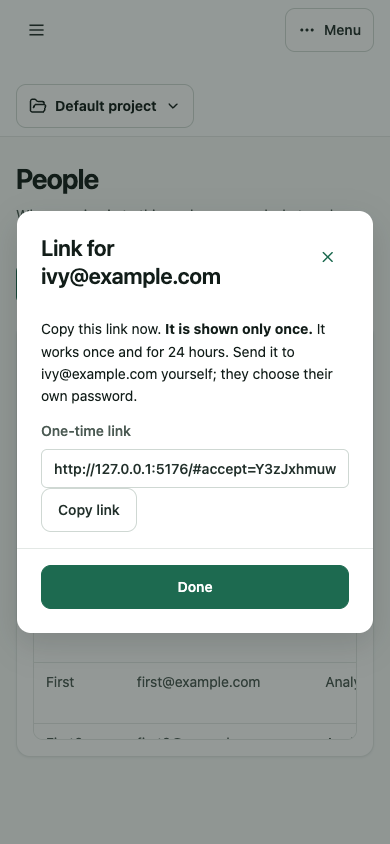 Menu
Default project
People
Link for
ivy@example.com
Copy this link now. It is shown only once. It
works once and for 24 hours. Send it to
ivy@example.com yourself; they choose their
own password.
One-time link
http://127.0.0.1:5176/#accept=Y3zJxhmuw
Copy link
Done
First
first@example.com
Analy